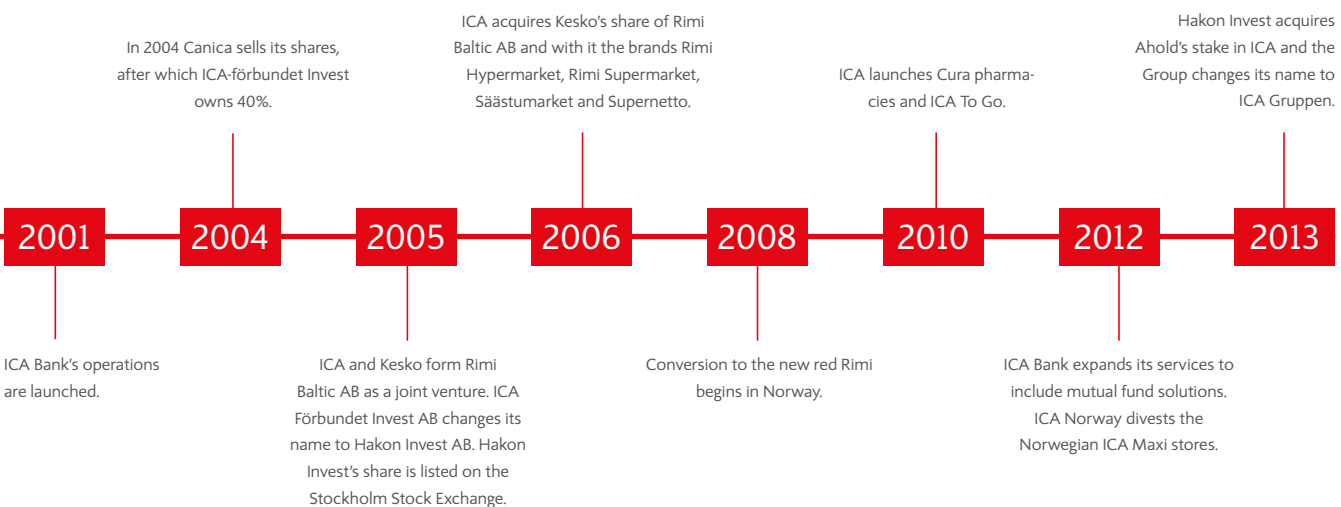 In 2004 Canica sells its shares,
after which ICA-förbundet Invest
owns 40%.
ICA acquires Kesko's share of Rimi
Baltic AB and with it the brands Rimi
Hypermarket, Rimi Supermarket,
Säästumarket and Supernetto.
ICA launches Cura pharma-
cies and ICA To Go.
Hakon Invest acquires
Ahold's stake in ICA and the
Group changes its name to
ICA Gruppen.
2001
2004
2005
2006
2008
2010
2012
2013
ICA Bank's operations
are launched.
ICA and Kesko form Rimi
Baltic AB as a joint venture. ICA
Förbundet Invest AB changes its
name to Hakon Invest AB. Hakon
Invest's share is listed on the
Stockholm Stock Exchange.
Conversion to the new red Rimi
begins in Norway.
ICA Bank expands its services to
include mutual fund solutions.
ICA Norway divests the
Norwegian ICA Maxi stores.